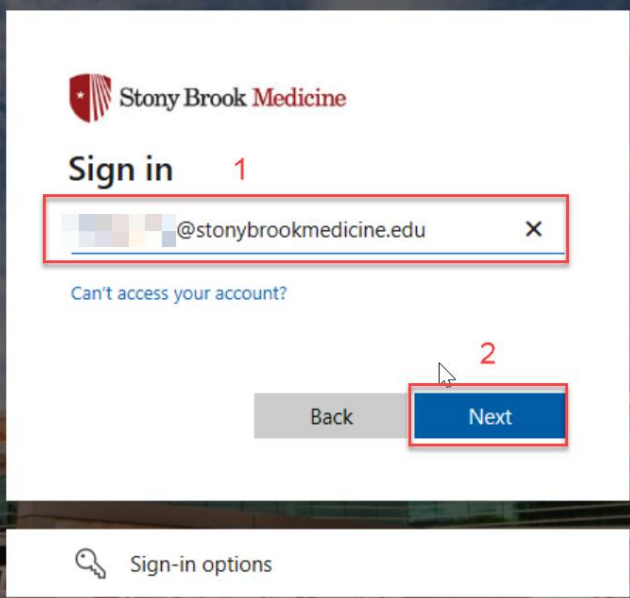 Stony Brook Medicine
Sign in 1
@stonybrookmedicine.edu
Can't access your account?
2
Back Next
Sign-in options